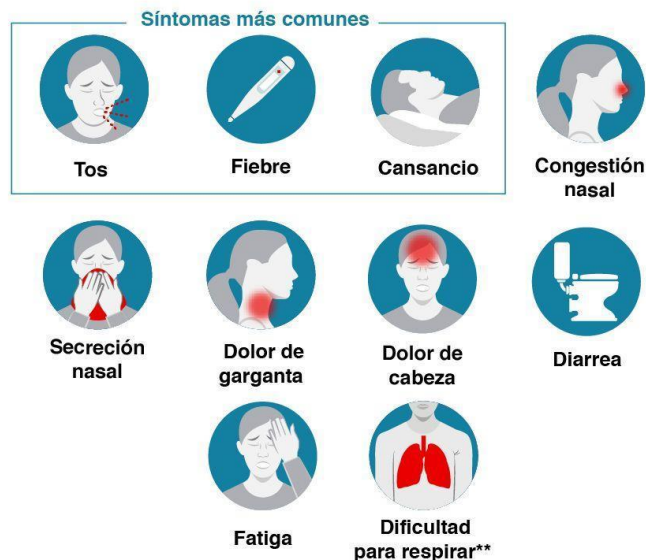 Síntomas más comunes
Tos
Fiebre
Cansancio
Congestión
nasal
Secreción
nasal
Dolor de
garganta
Dolor de
cabeza
Diarrea
Fatiga
Dificultad
para respirar**